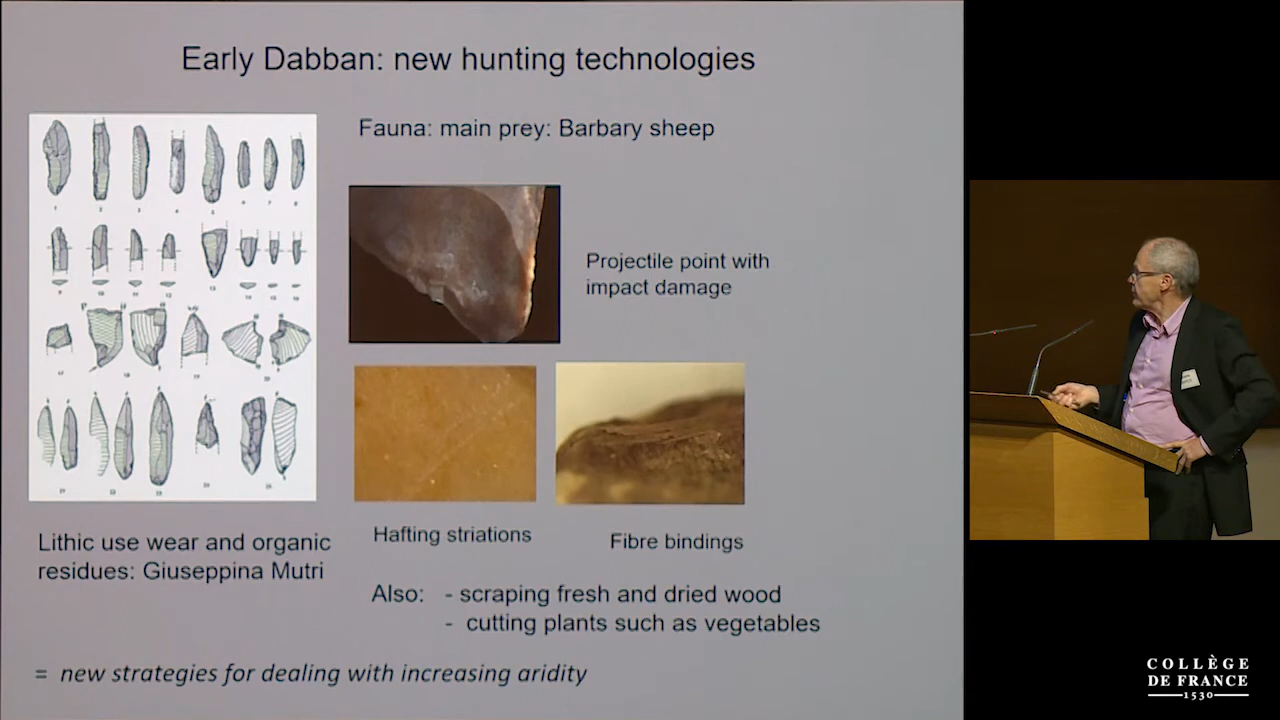 Early Dabban: new hunting technologies
Fauna: main prey: Barbary sheep
Projectile point with
impact damage
Lithic use wear and organic
residues: Giuseppina Mutri
Hafting striations
Fibre bindings
Also: - scraping fresh and dried wood
- cutting plants such as vegetables
= new strategies for dealing with increasing aridity
COLLÈGE
DE FRANCE
1530